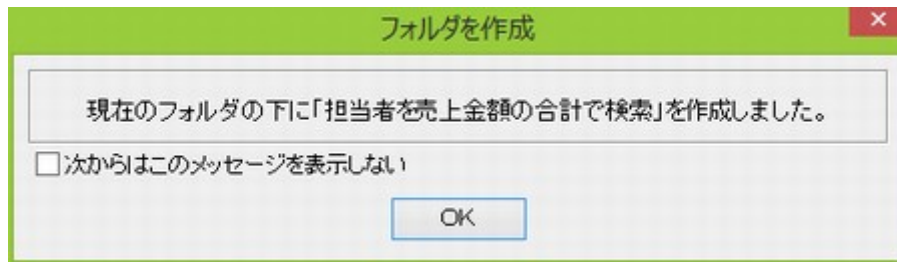 フォルダを作成
現在のフォルダの下に「担当者を売上金額の合計で検索」を作成しました。
次からはこのメッセージを表示しない
OK